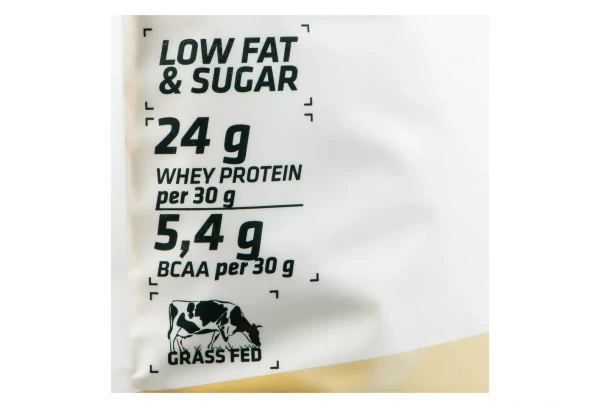 LOW FAT
& SUGAR
24 g
WHEY PROTEIN
per 30 g
5,4 g
BCAA per 30 g
GRASS FED